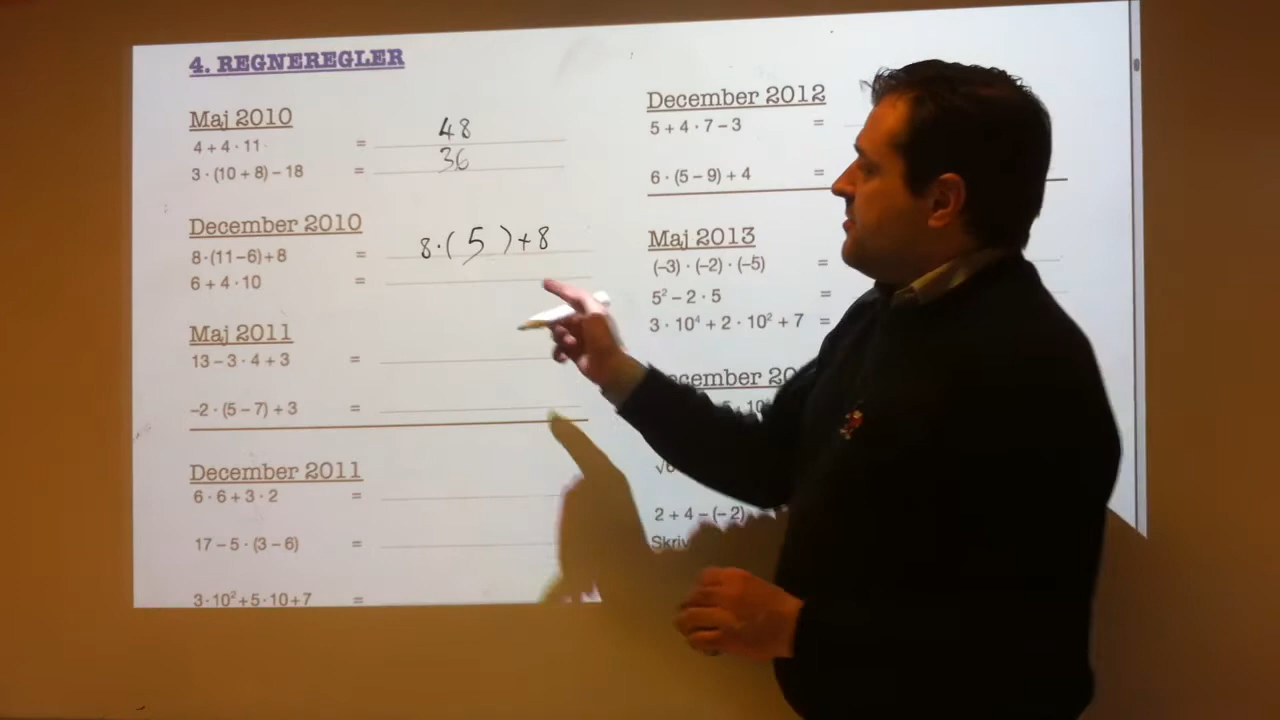 4. REGNEREGLER
Maj 2010
4 + 4 · 11 = 48
3 · (10 + 8) – 18 = 36
December 2010
8 · (11 – 6) + 8 = 8 · ( 5 ) + 8
6 + 4 · 10 =
Maj 2011
13 – 3 · 4 + 3 =
–2 · (5 – 7) + 3 =
December 2011
6 · 6 + 3 · 2 =
17 – 5 · (3 – 6) =
3 · 10² + 5 · 10 + 7 =
December 2012
5 + 4 · 7 – 3 =
6 · (5 – 9) + 4 =
Maj 2013
(–3) · (–2) · (–5) =
5² – 2 · 5 =
3 · 10⁴ + 2 · 10² + 7 =
2 + 4 – (– 2)